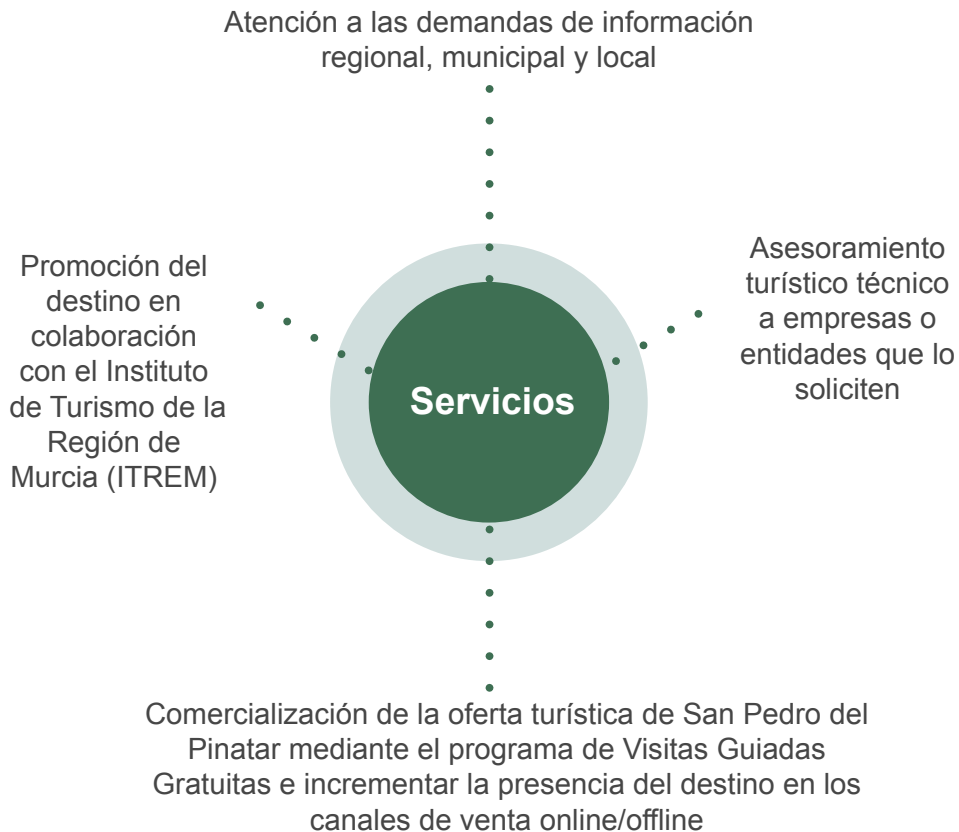 Atención a las demandas de información
regional, municipal y local
Promoción del
destino en
colaboración
con el Instituto
de Turismo de la
Región de
Murcia (ITREM)
Servicios
Asesoramiento
turístico técnico
a empresas o
entidades que lo
soliciten
Comercialización de la oferta turística de San Pedro del
Pinatar mediante el programa de Visitas Guiadas
Gratuitas e incrementar la presencia del destino en los
canales de venta online/offline